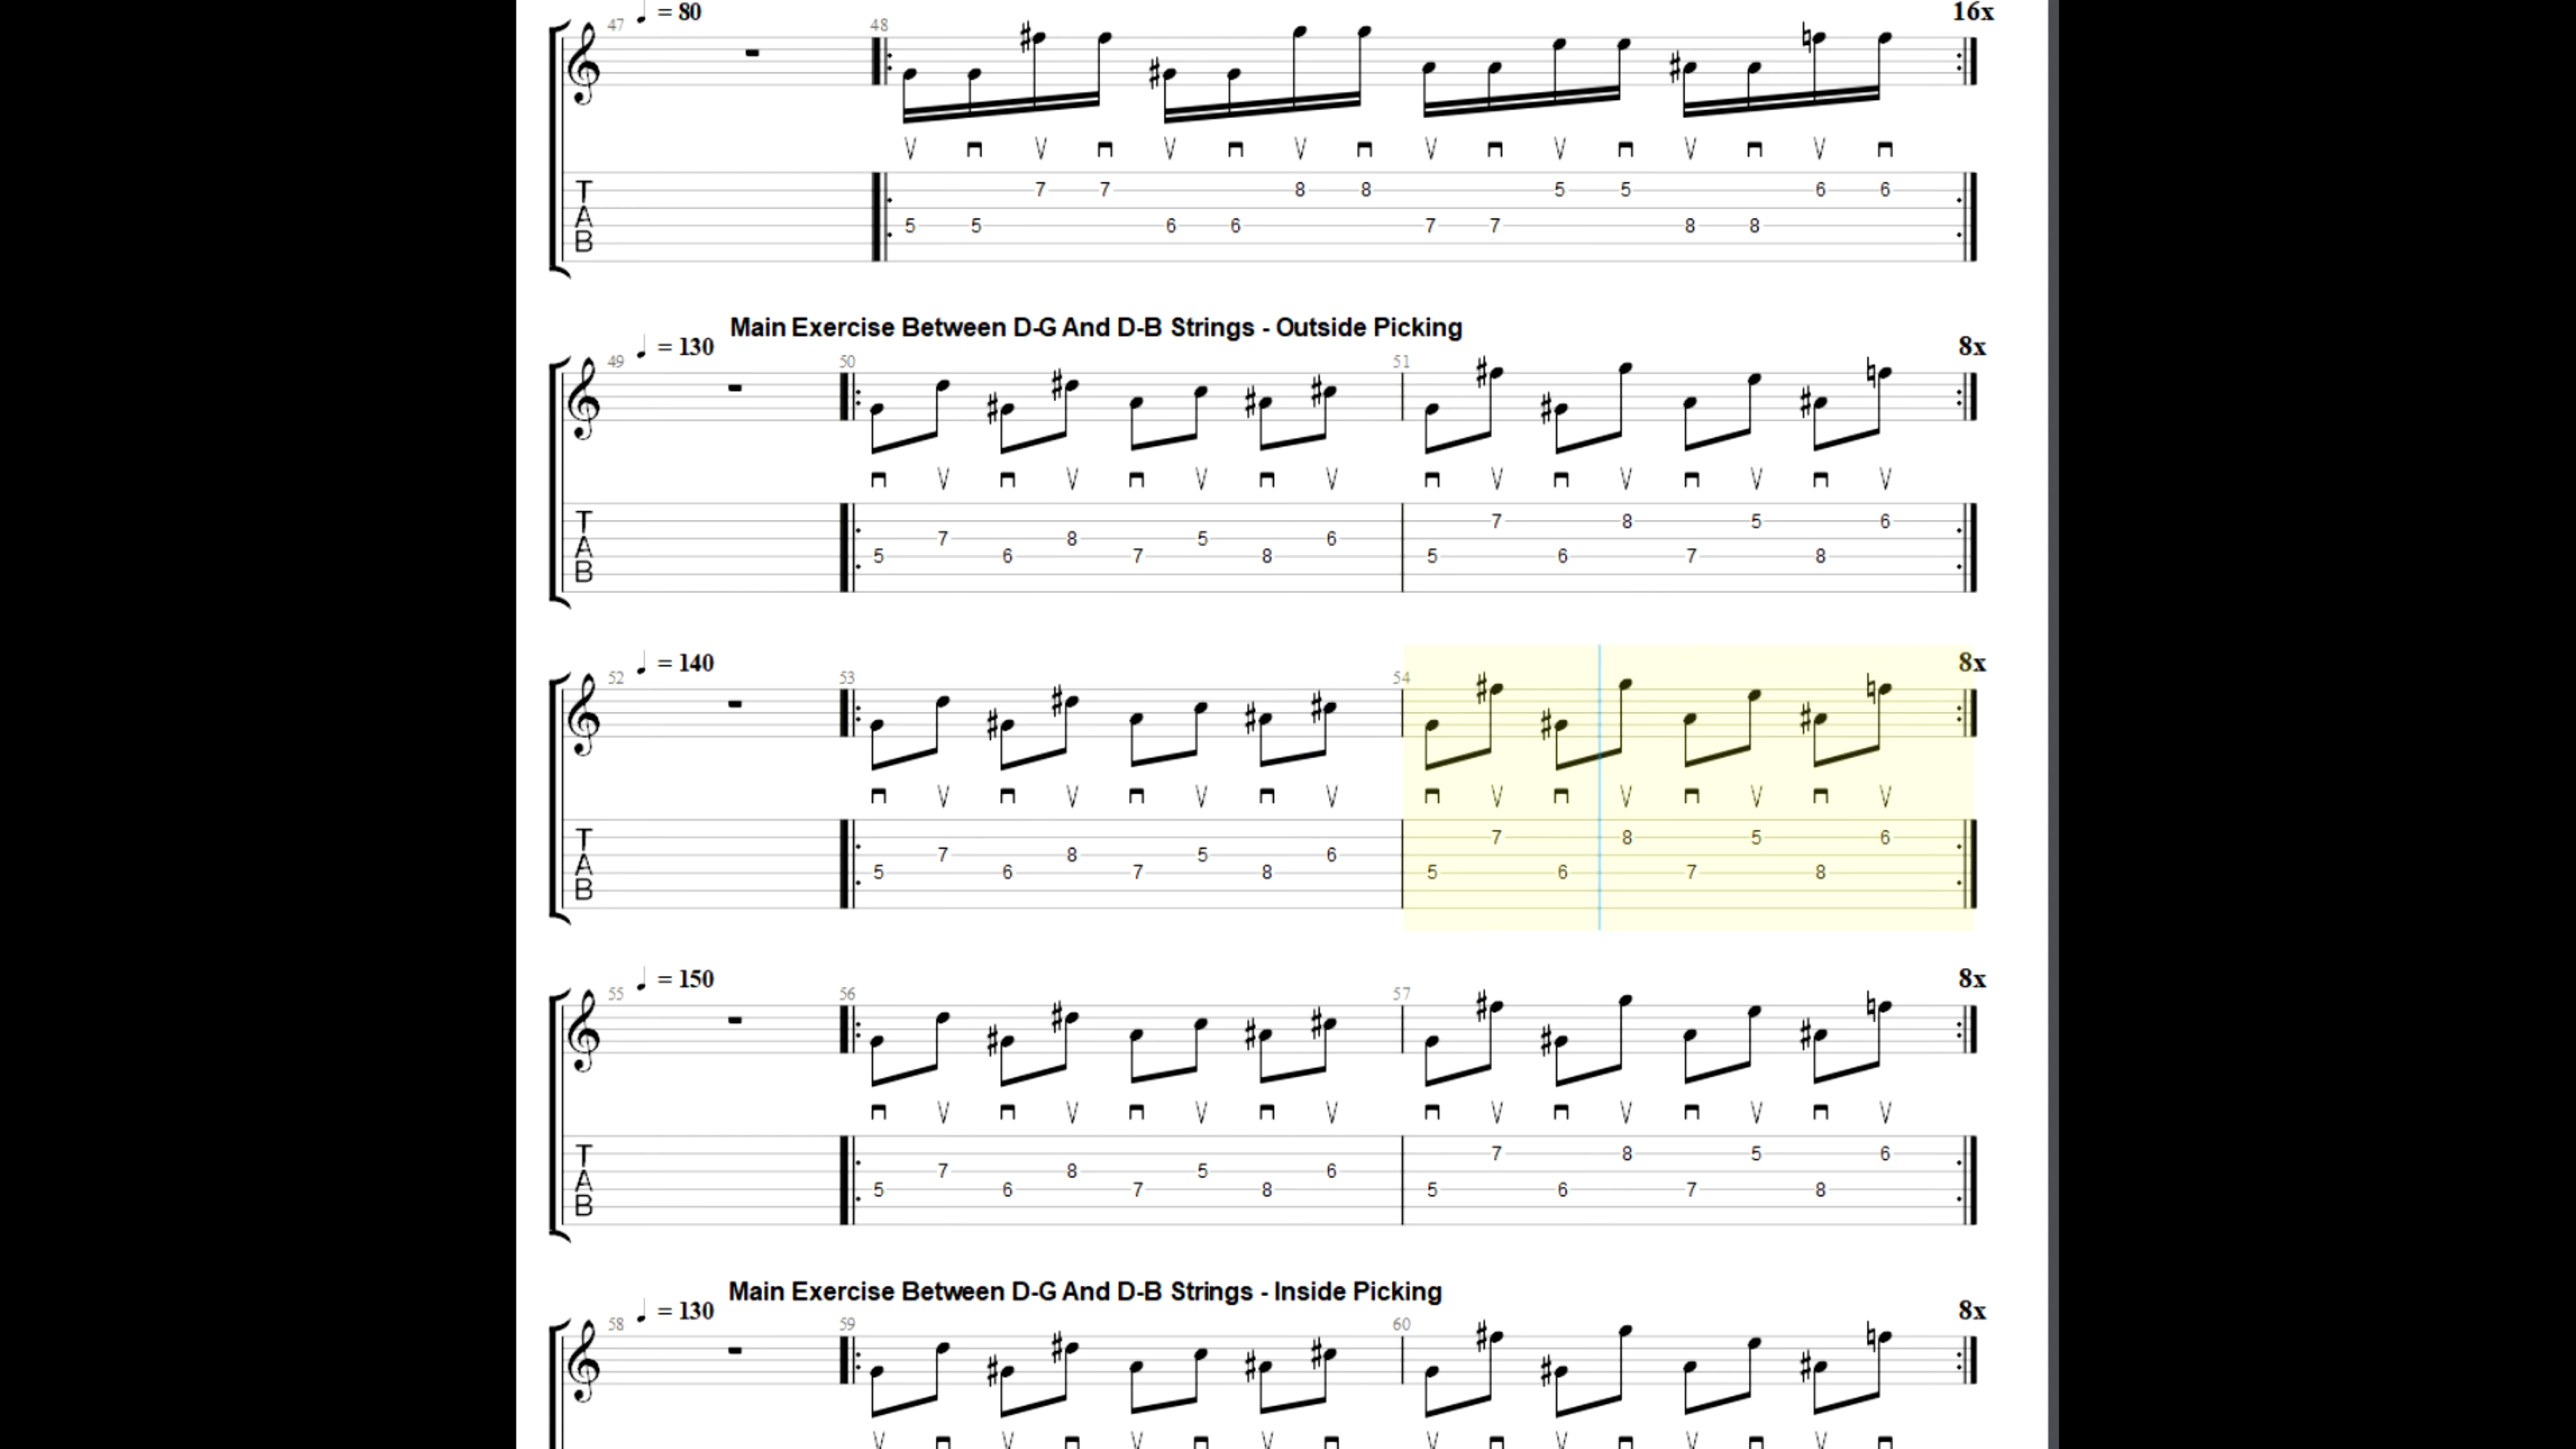 47 ♩ = 80 48 16x
T 7 7 8 8 5 5 6 6
A 5 5 6 6 7 7 8 8
B
Main Exercise Between D-G And D-B Strings - Outside Picking
49 ♩ = 130 50 51 8x
T 7 8 5 6
7 8 5 6
A 5 6 7 8 5 6 7 8
B
52 ♩ = 140 53 54 8x
T 7 8 5 6
7 8 5 6
A 5 6 7 8 5 6 7 8
B
55 ♩ = 150 56 57 8x
T 7 8 5 6
7 8 5 6
A 5 6 7 8 5 6 7 8
B
Main Exercise Between D-G And D-B Strings - Inside Picking
58 ♩ = 130 59 60 8x